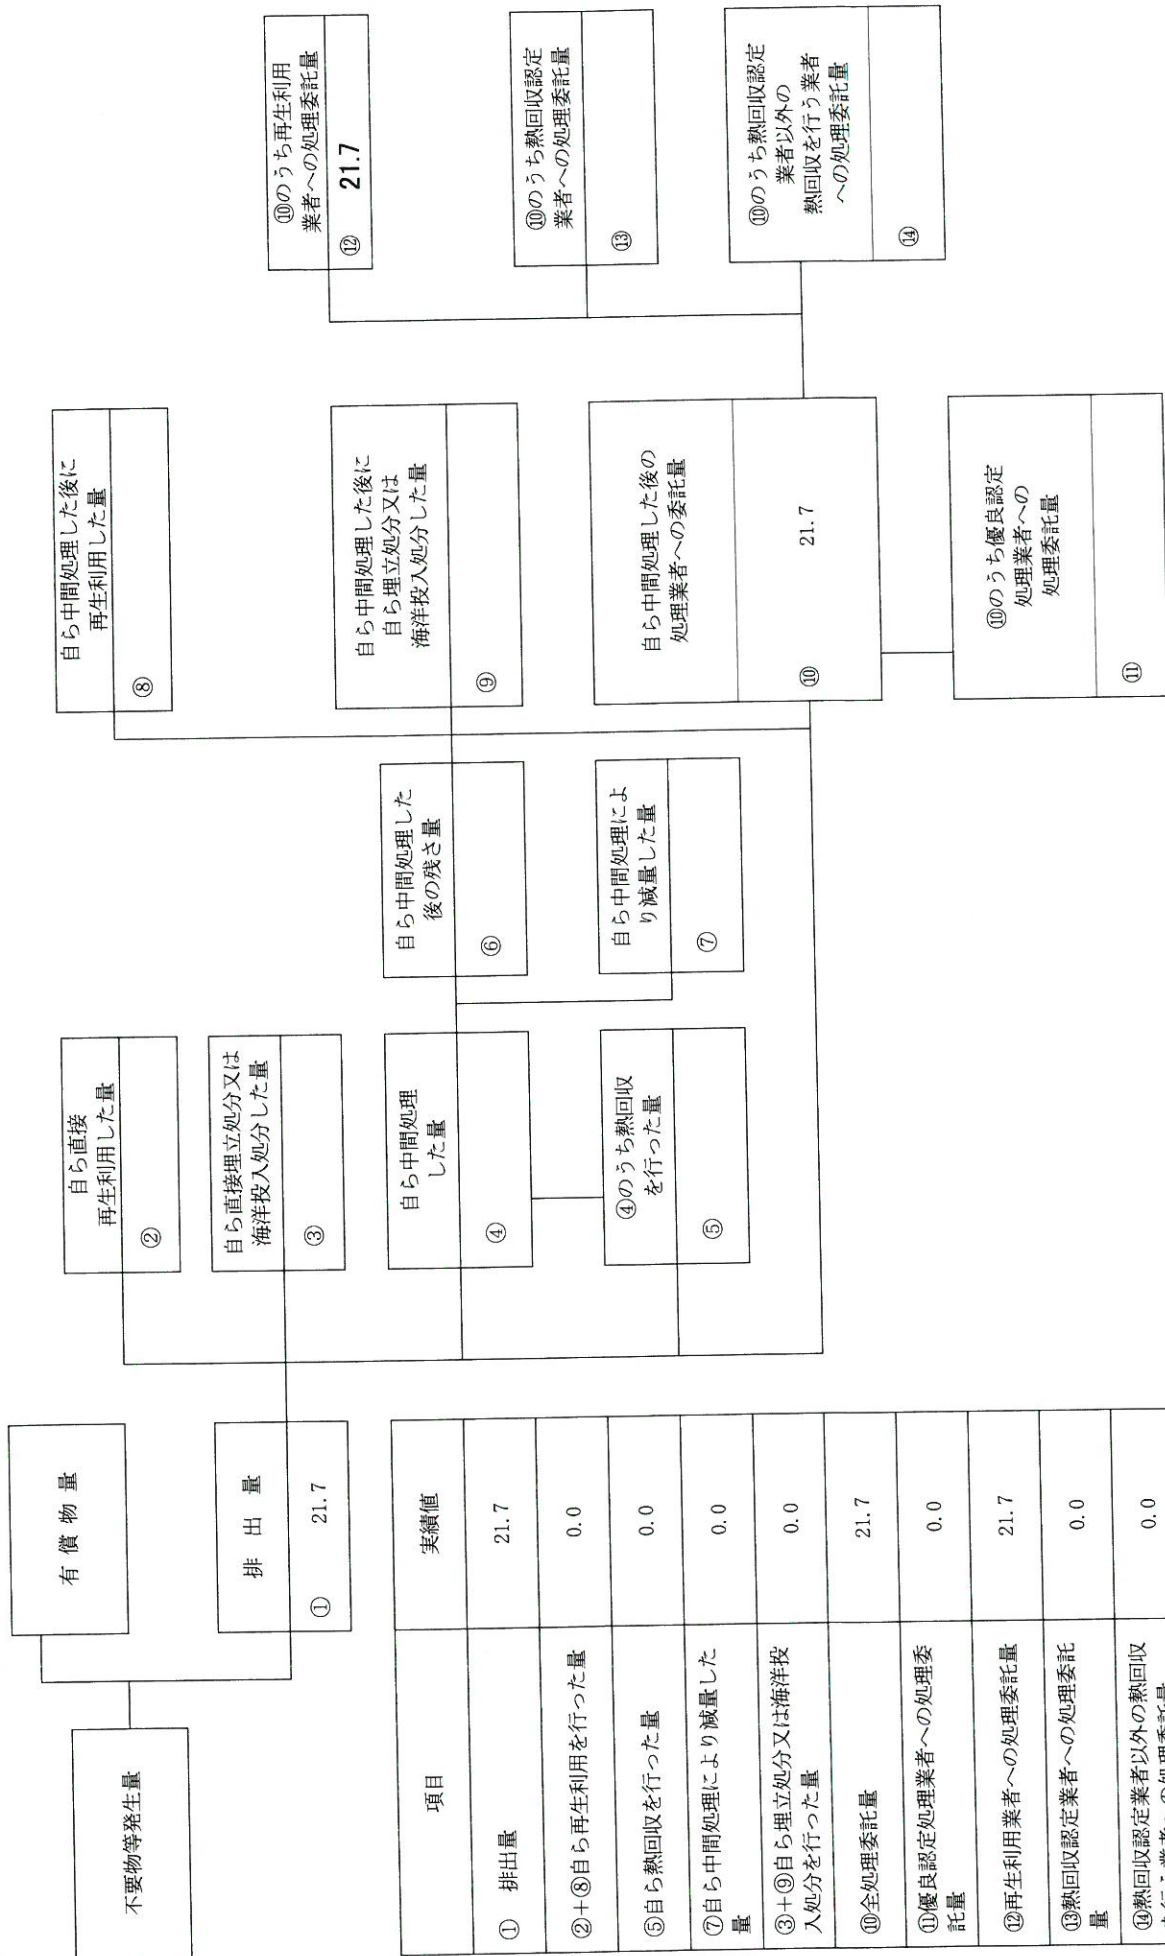 不要物等発生量
有 償 物 量
排 出 量
① 21.7
自ら直接
再生利用した量
②
自ら直接埋立処分又は
海洋投入処分した量
③
自ら中間処理
した量
④
④のうち熱回収
を行った量
⑤
自ら中間処理した
後の残さ量
⑥
自ら中間処理によ
り減量した量
⑦
自ら中間処理した後に
再生利用した量
⑧
自ら中間処理した後に
自ら埋立処分又は
海洋投入処分した量
⑨
自ら中間処理した後の
処理業者への委託量
⑩ 21.7
⑩のうち優良認定
処理業者への
処理委託量
⑪
⑩のうち再生利用
業者への処理委託量
⑫ 21.7
⑩のうち熱回収認定
業者への処理委託量
⑬
⑩のうち熱回収認定
業者以外の
熱回収を行う業者
への処理委託量
⑭
項目 実績値
① 排出量 21.7
②+⑧自ら再生利用を行った量 0.0
⑤自ら熱回収を行った量 0.0
⑦自ら中間処理により減量した
量 0.0
③+⑨自ら埋立処分又は海洋投
入処分を行った量 0.0
⑩全処理委託量 21.7
⑪優良認定処理業者への処理委
託量 0.0
⑫再生利用業者への処理委託量 21.7
⑬熱回収認定業者への処理委託
量 0.0
⑭熱回収認定業者以外の熱回収
を行う業者への処理委託量 0.0